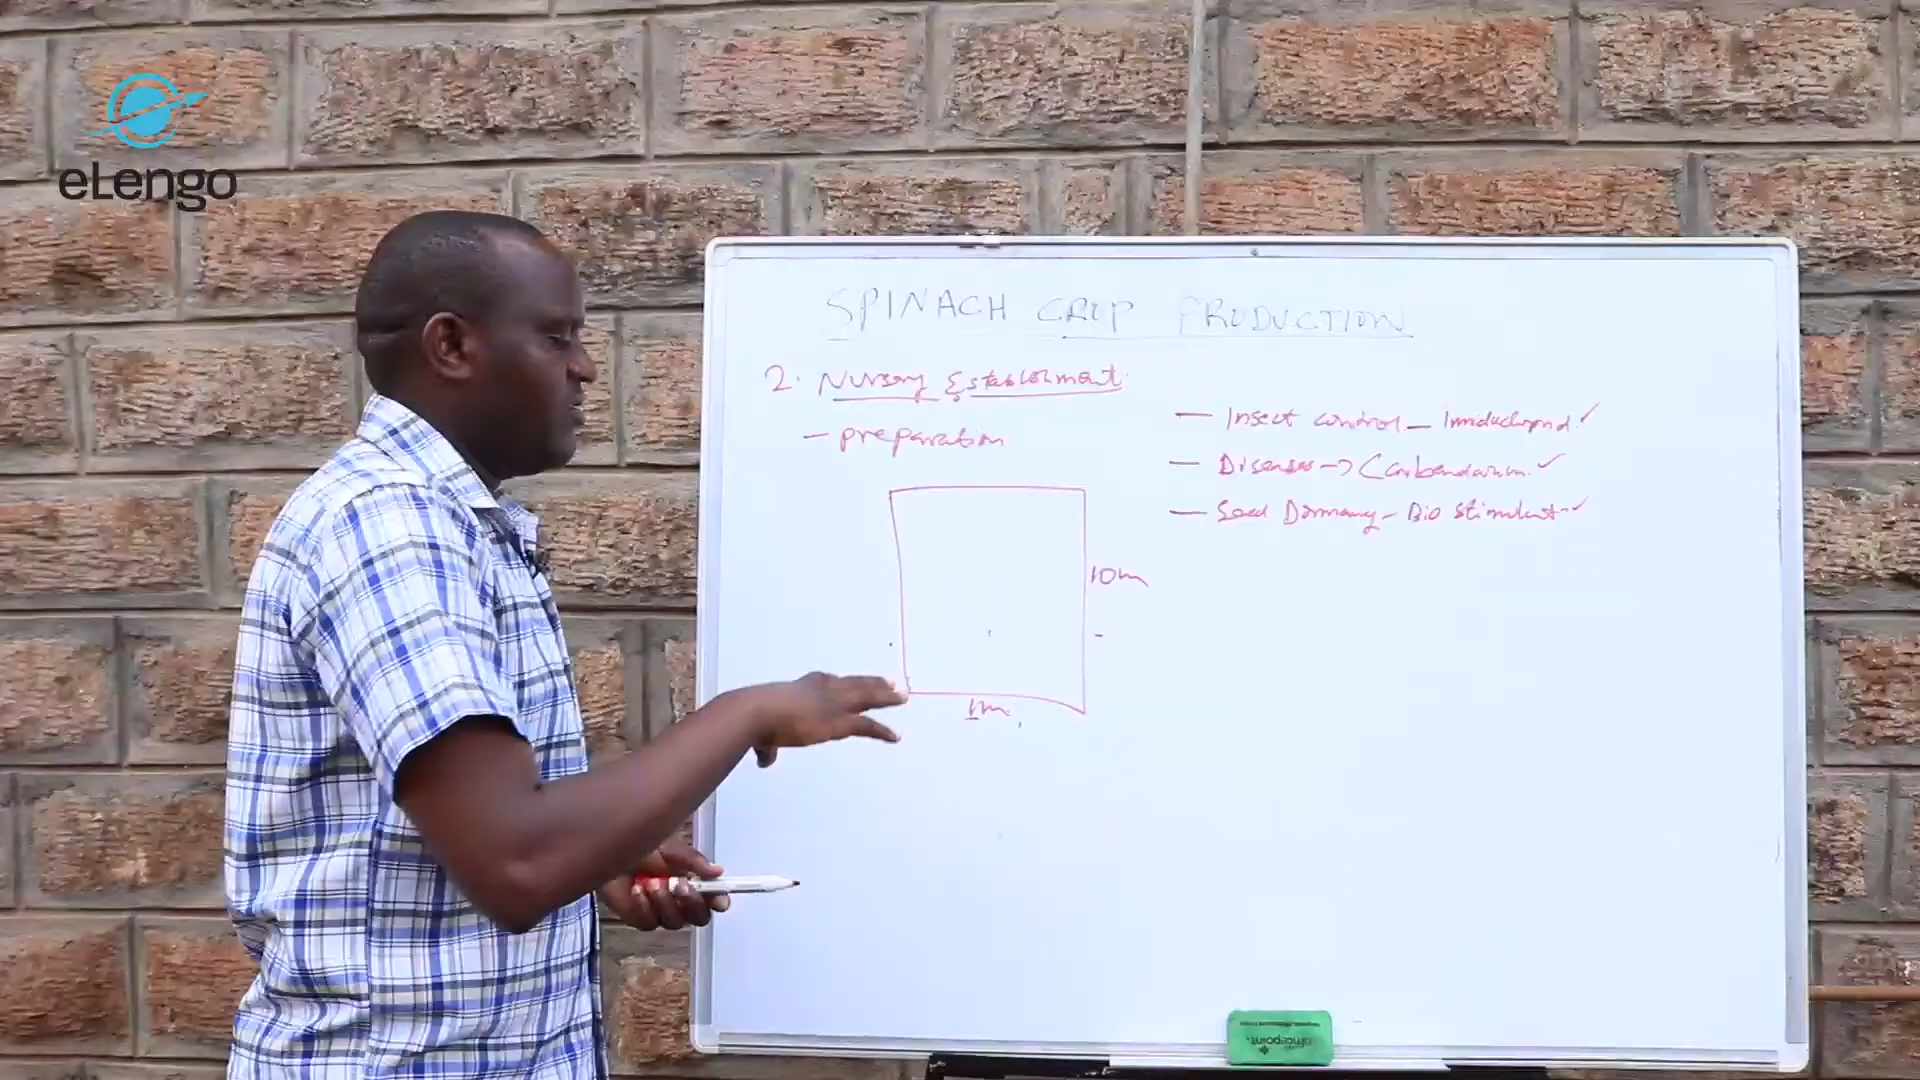 eLengo
SPINACH CROP PRODUCTION
2. Nursery Establishment
- preparation
10m
1m
- Insect control - Imidacloprid ✓
- Diseases -> Carbendazim ✓
- Seed Dormancy - Bio stimulant ✓
officepoint